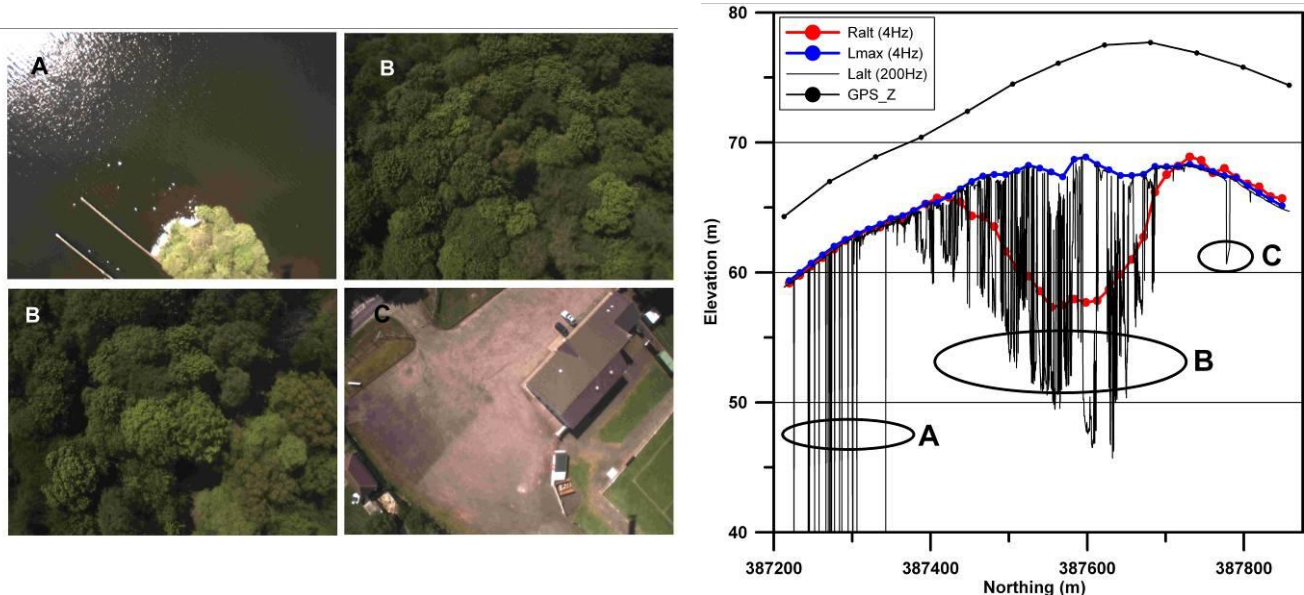 A
B
B
C
80
70
60
50
40
Elevation (m)
Ralt (4Hz)
Lmax (4Hz)
Lalt (200Hz)
GPS_Z
A
B
C
387200
387400
387600
387800
Northing (m)